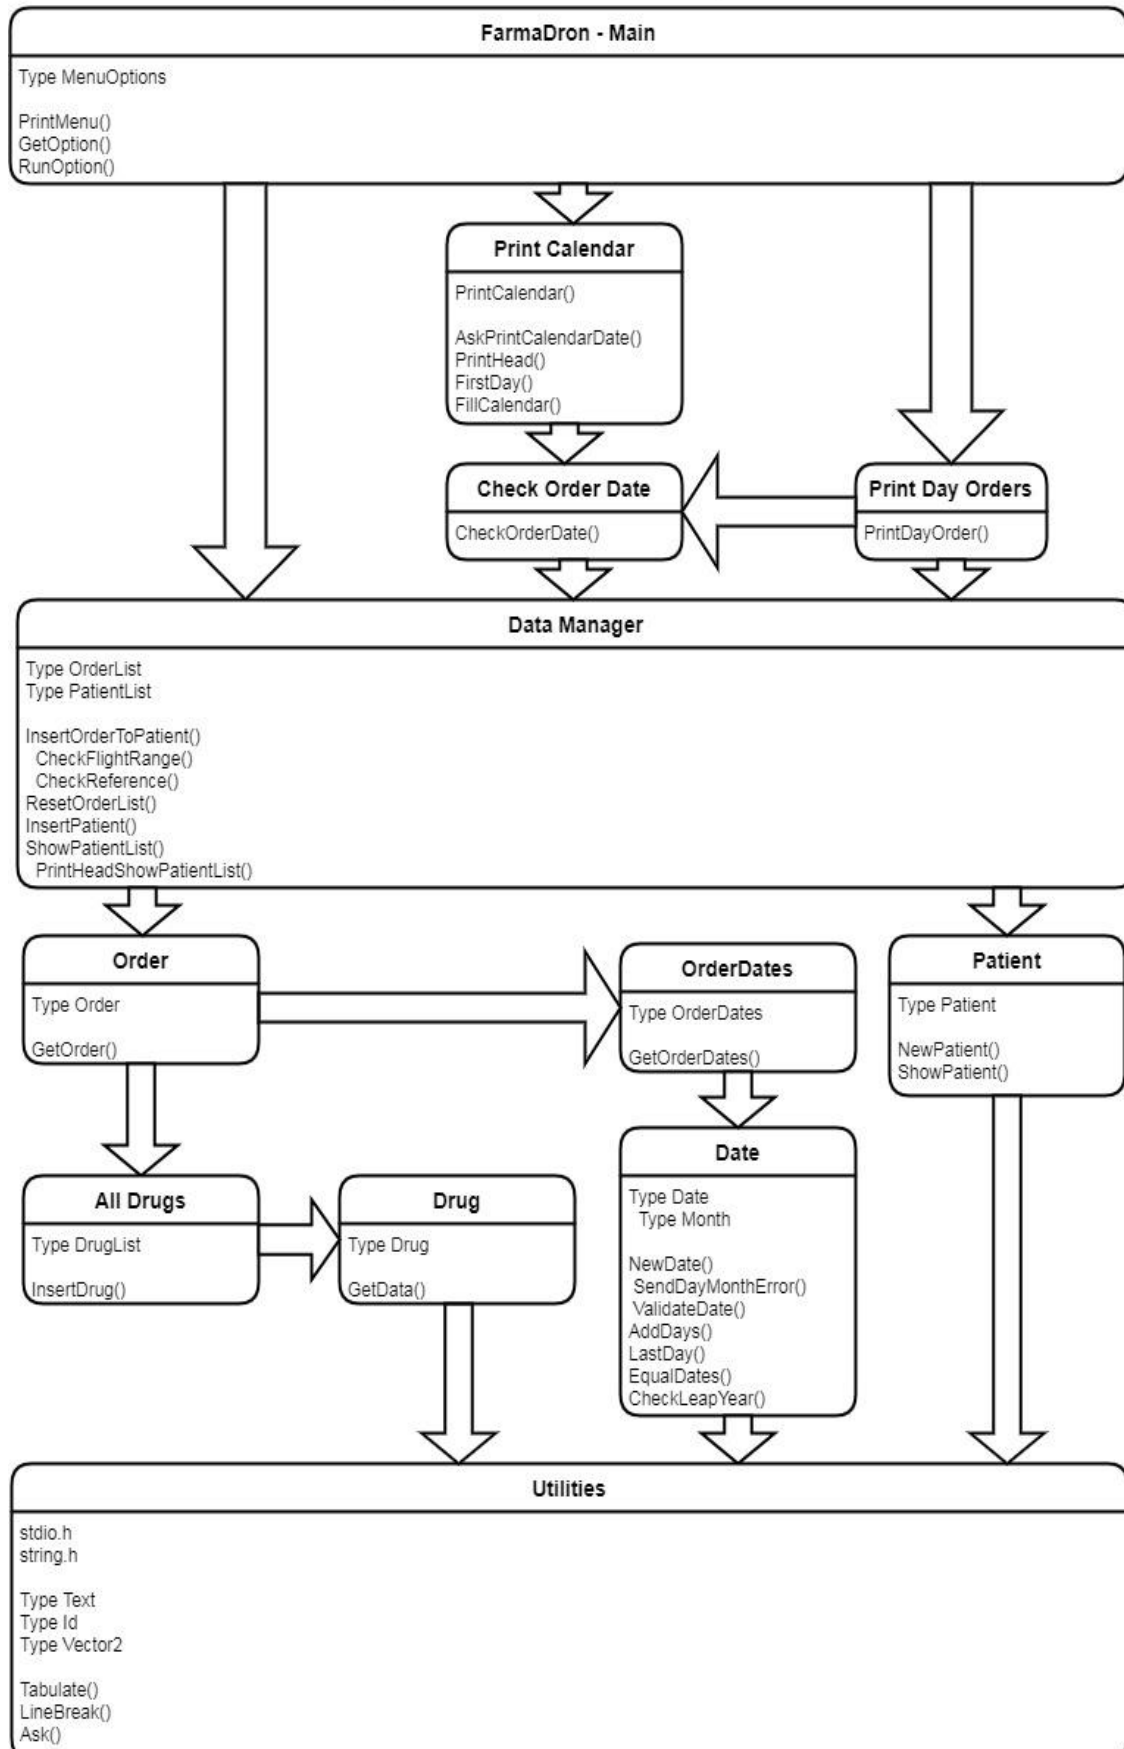 FarmaDron - Main
Type MenuOptions
PrintMenu()
GetOption()
RunOption()
Print Calendar
PrintCalendar()
AskPrintCalendarDate()
PrintHead()
FirstDay()
FillCalendar()
Check Order Date
CheckOrderDate()
Print Day Orders
PrintDayOrder()
Data Manager
Type OrderList
Type PatientList
InsertOrderToPatient()
CheckFlightRange()
CheckReference()
ResetOrderList()
InsertPatient()
ShowPatientList()
PrintHeadShowPatientList()
Order
Type Order
GetOrder()
OrderDates
Type OrderDates
GetOrderDates()
Patient
Type Patient
NewPatient()
ShowPatient()
All Drugs
Type DrugList
InsertDrug()
Drug
Type Drug
GetData()
Date
Type Date
Type Month
NewDate()
SendDayMonthError()
ValidateDate()
AddDays()
LastDay()
EqualDates()
CheckLeapYear()
Utilities
stdio.h
string.h
Type Text
Type Id
Type Vector2
Tabulate()
LineBreak()
Ask()